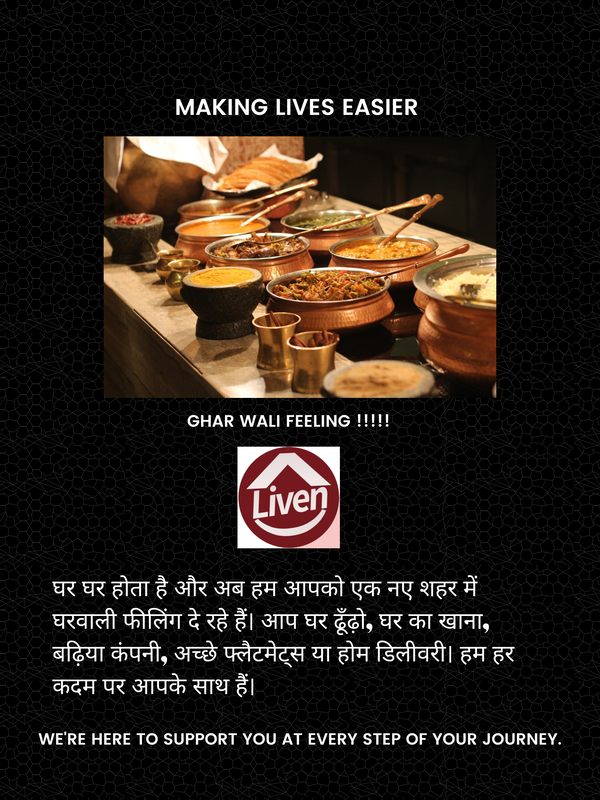 MAKING LIVES EASIER
GHAR WALI FEELING !!!!!
Liven
घर घर होता है और अब हम आपको एक नए शहर में
घरवाली फीलिंग दे रहे हैं। आप घर ढूँढ़ो, घर का खाना,
बढ़िया कंपनी, अच्छे फ्लैटमेट्स या होम डिलीवरी। हम हर
कदम पर आपके साथ हैं।
WE'RE HERE TO SUPPORT YOU AT EVERY STEP OF YOUR JOURNEY.